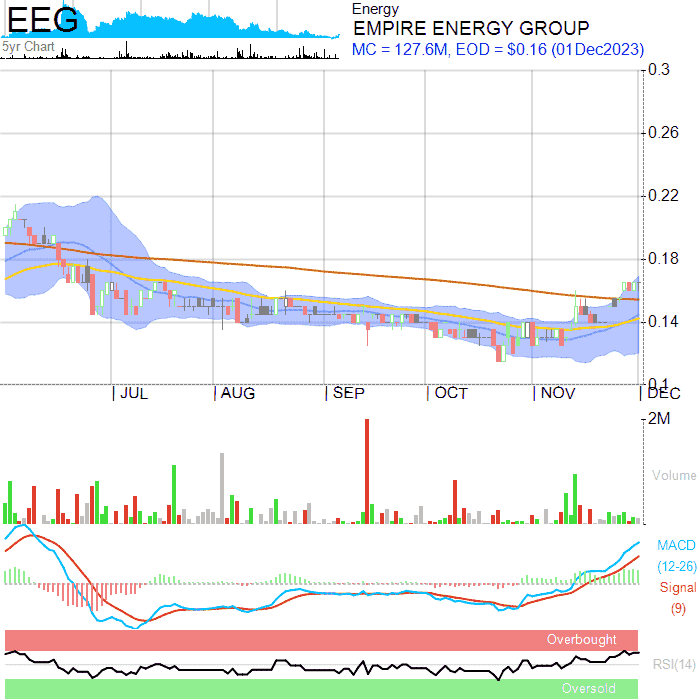 EEG
5yr Chart
Energy
EMPIRE ENERGY GROUP
MC = 127.6M, EOD = $0.16 (01Dec2023)
0.3
0.26
0.22
0.18
0.14
0.1
JUL
AUG
SEP
OCT
NOV
DEC
2M
Volume
MACD
(12-26)
Signal
(9)
Overbought
RSI(14)
Oversold